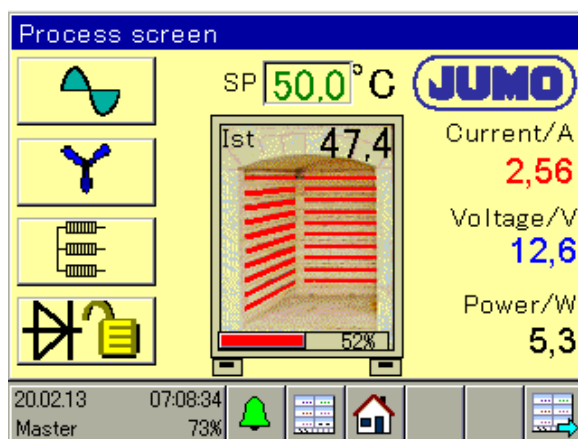 Process screen
SP 50,0 °C
JUMO
Ist 47,4
Current/A
2,56
Voltage/V
12,6
Power/W
5,3
52%
20.02.13 07:08:34
Master 73%